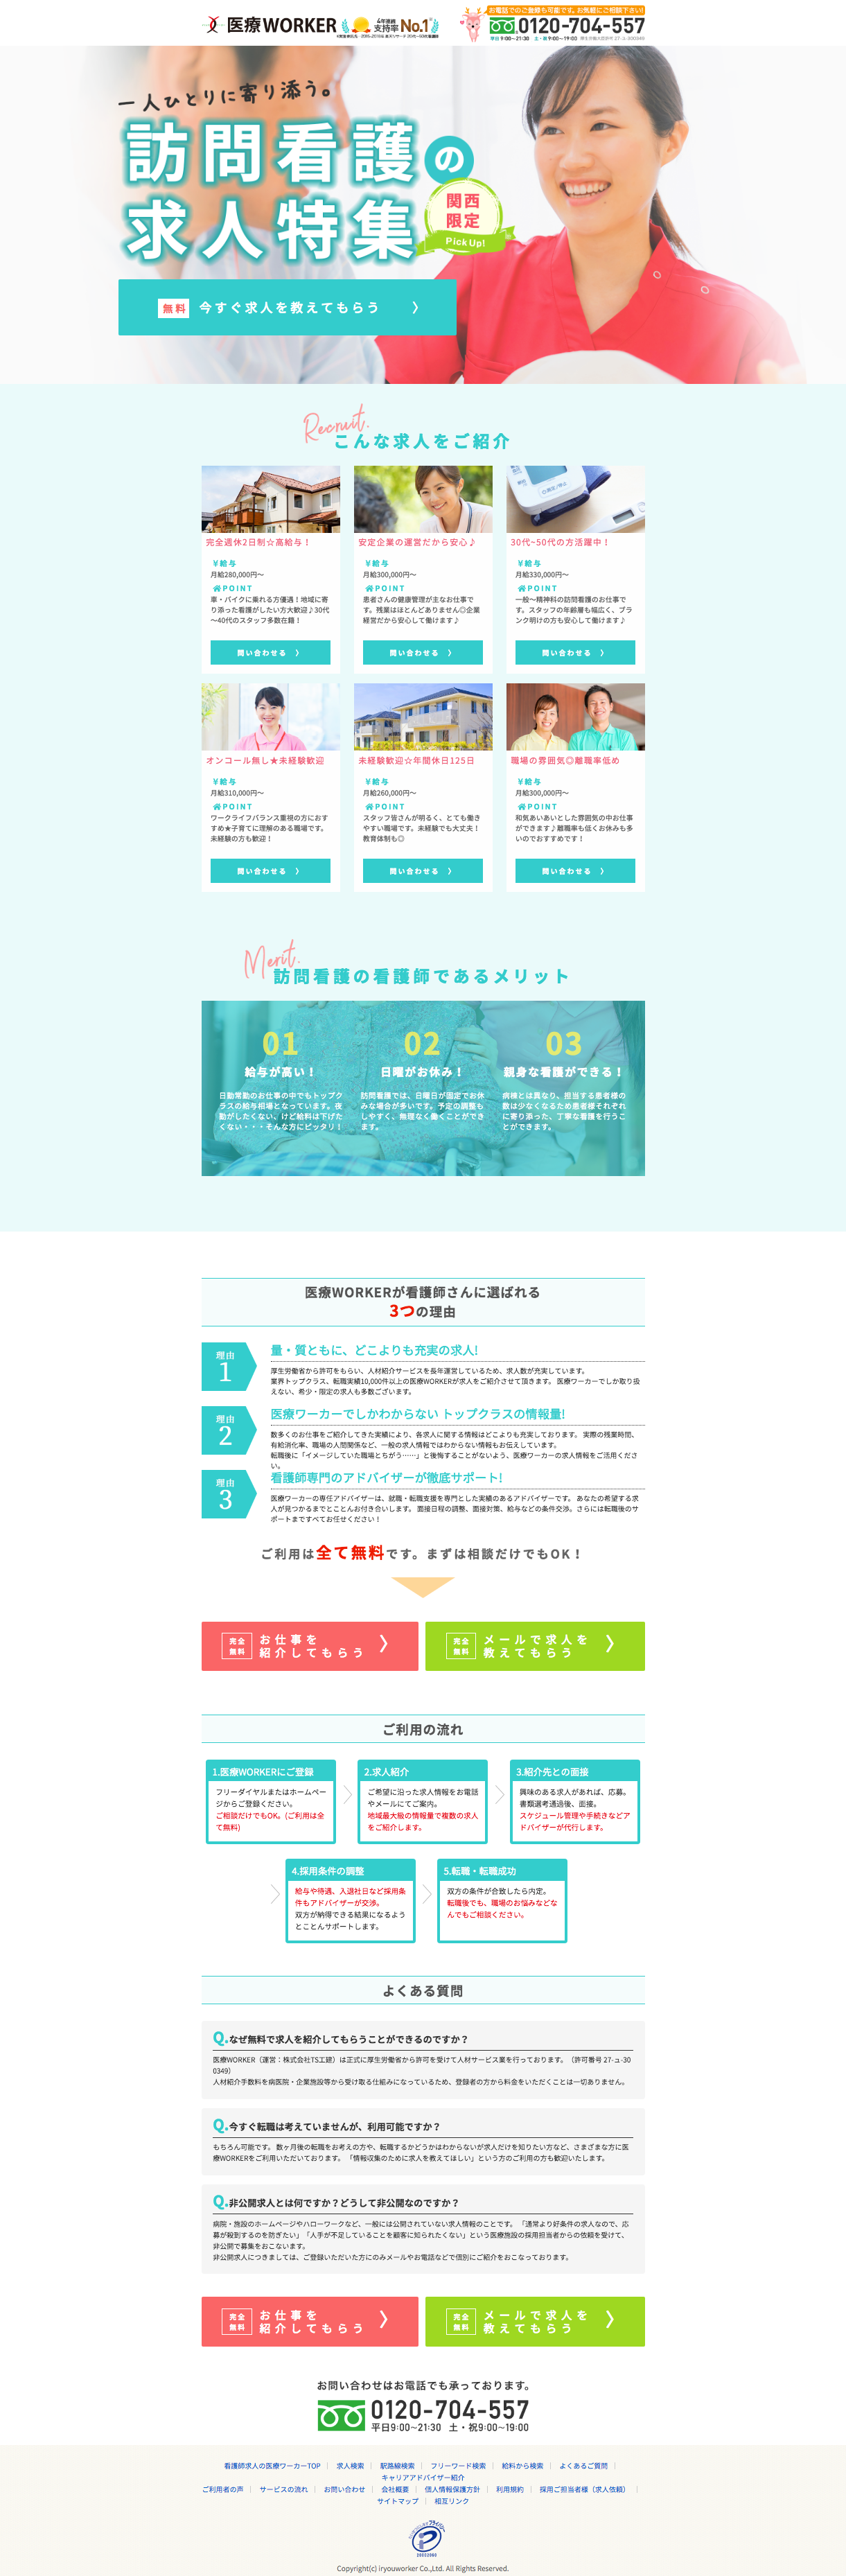 医療WORKER
4年連続
支持率No.1
お電話でのご登録も可能です。お気軽にご相談下さい!
0120-704-557
平日 9:00～21:30 土・祝 9:00～19:00
一人ひとりに寄り添う。
訪問看護の
求人特集
関西
限定
Pick Up!
無料 今すぐ求人を教えてもらう 〉
Recruit.
こんな求人をご紹介
完全週休2日制☆高給与！
¥給与
月給280,000円〜
POINT
車・バイクに乗れる方優遇！地域に寄
り添った看護がしたい方大歓迎♪30代
〜40代のスタッフ多数在籍！
問い合わせる 〉
安定企業の運営だから安心♪
¥給与
月給300,000円〜
POINT
患者さんの健康管理が主なお仕事で
す。残業はほとんどありません◎企業
経営だから安心して働けます♪
問い合わせる 〉
30代~50代の方活躍中！
¥給与
月給330,000円〜
POINT
一般〜精神科の訪問看護のお仕事で
す。スタッフの年齢層も幅広く、ブラ
ンク明けの方も安心して働けます♪
問い合わせる 〉
オンコール無し★未経験歓迎
¥給与
月給310,000円〜
POINT
ワークライフバランス重視の方におす
すめ★子育てに理解のある職場です。
未経験の方も歓迎！
問い合わせる 〉
未経験歓迎☆年間休日125日
¥給与
月給260,000円〜
POINT
スタッフ皆さんが明るく、とても働き
やすい職場です。未経験でも大丈夫！
教育体制も◎
問い合わせる 〉
職場の雰囲気◎離職率低め
¥給与
月給300,000円〜
POINT
和気あいあいとした雰囲気の中お仕事
ができます♪離職率も低くお休みも多
いのでおすすめです！
問い合わせる 〉
Merit.
訪問看護の看護師であるメリット
01
給与が高い！
日勤常勤のお仕事の中でもトップク
ラスの給与相場となっています。夜
勤がしたくない、けど給料は下げた
くない・・・そんな方にピッタリ！
02
日曜がお休み！
訪問看護では、日曜日が固定でお休
みな場合が多いです。予定の調整も
しやすく、無理なく働くことができ
ます。
03
親身な看護ができる！
病棟とは異なり、担当する患者様の
数は少なくなるため患者様それぞれ
に寄り添った、丁寧な看護を行うこ
とができます。
医療WORKERが看護師さんに選ばれる
3つの理由
理由
1
量・質ともに、どこよりも充実の求人!
厚生労働省から許可をもらい、人材紹介サービスを長年運営しているため、求人数が充実しています。
業界トップクラス、転職実績10,000件以上の医療WORKERが求人をご紹介させて頂きます。 医療ワーカーでしか取り扱
えない、希少・限定の求人も多数ございます。
理由
2
医療ワーカーでしかわからない トップクラスの情報量!
数多くのお仕事をご紹介してきた実績により、各求人に関する情報はどこよりも充実しております。 実際の残業時間、
有給消化率、職場の人間関係など、一般の求人情報ではわからない情報もお伝えしています。
転職後に「イメージしていた職場とちがう……」と後悔することがないよう、医療ワーカーの求人情報をご活用くださ
い。
理由
3
看護師専門のアドバイザーが徹底サポート!
医療ワーカーの専任アドバイザーは、就職・転職支援を専門とした実績のあるアドバイザーです。 あなたの希望する求
人が見つかるまでとことんお付き合いします。 面接日程の調整、面接対策、給与などの条件交渉。さらには転職後のサ
ポートまですべてお任せください！
ご利用は全て無料です。まずは相談だけでもOK！
完全
無料
お仕事を
紹介してもらう 〉
完全
無料
メールで求人を
教えてもらう 〉
ご利用の流れ
1.医療WORKERにご登録
フリーダイヤルまたはホームペー
ジからご登録ください。
ご相談だけでもOK。(ご利用は全
て無料)
2.求人紹介
ご希望に沿った求人情報をお電話
やメールにてご案内。
地域最大級の情報量で複数の求人
をご紹介します。
3.紹介先との面接
興味のある求人があれば、応募。
書類選考通過後、面接。
スケジュール管理や手続きなどア
ドバイザーが代行します。
4.採用条件の調整
給与や待遇、入退社日など採用条
件もアドバイザーが交渉。
双方が納得できる結果になるよう
とことんサポートします。
5.転職・転職成功
双方の条件が合致したら内定。
転職後でも、職場のお悩みなどな
んでもご相談ください。
よくある質問
Q.なぜ無料で求人を紹介してもらうことができるのですか？
医療WORKER（運営：株式会社TS工建）は正式に厚生労働省から許可を受けて人材サービス業を行っております。（許可番号 27-ュ-30
0349）
人材紹介手数料を病医院・企業施設等から受け取る仕組みになっているため、登録者の方から料金をいただくことは一切ありません。
Q.今すぐ転職は考えていませんが、利用可能ですか？
もちろん可能です。 数ヶ月後の転職をお考えの方や、転職するかどうかはわからないが求人だけを知りたい方など、さまざまな方に医
療WORKERをご利用いただいております。 「情報収集のために求人を教えてほしい」という方のご利用の方も歓迎いたします。
Q.非公開求人とは何ですか？どうして非公開なのですか？
病院・施設のホームページやハローワークなど、一般には公開されていない求人情報のことです。 「通常より好条件の求人なので、応
募が殺到するのを防ぎたい」「人手が不足していることを顧客に知られたくない」という医療施設の採用担当者からの依頼を受けて、
非公開で募集をおこないます。
非公開求人につきましては、ご登録いただいた方にのみメールやお電話などで個別にご紹介をおこなっております。
完全
無料
お仕事を
紹介してもらう 〉
完全
無料
メールで求人を
教えてもらう 〉
お問い合わせはお電話でも承っております。
0120-704-557
平日9:00~21:30 土・祝9:00~19:00
看護師求人の医療ワーカーTOP｜ 求人検索｜ 駅路線検索｜ フリーワード検索｜ 給料から検索｜ よくあるご質問｜
キャリアアドバイザー紹介
ご利用者の声｜ サービスの流れ｜ お問い合わせ｜ 会社概要｜ 個人情報保護方針｜ 利用規約｜ 採用ご担当者様（求人依頼）｜
サイトマップ｜ 相互リンク
Copyright(c) iryouworker Co.,Ltd. All Rights Reserved.